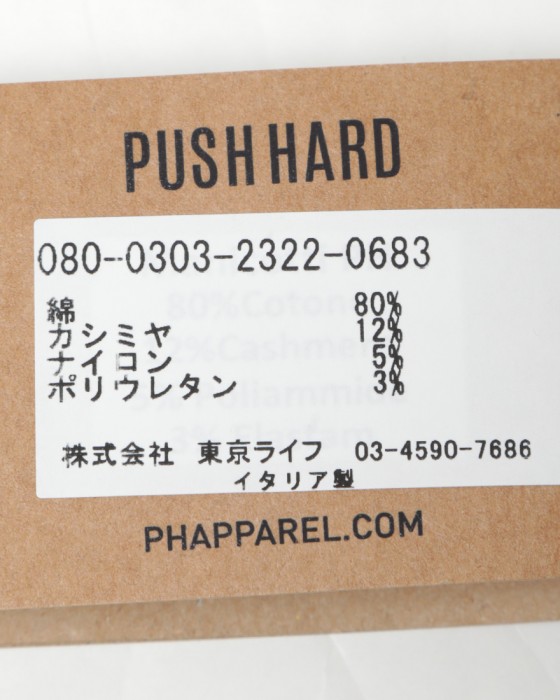 PUSH HARD
080-0303-2322-0683
綿 80%
カシミヤ 12%
ナイロン 5%
ポリウレタン 3%
株式会社 東京ライフ 03-4590-7686
イタリア製
PHAPPAREL.COM